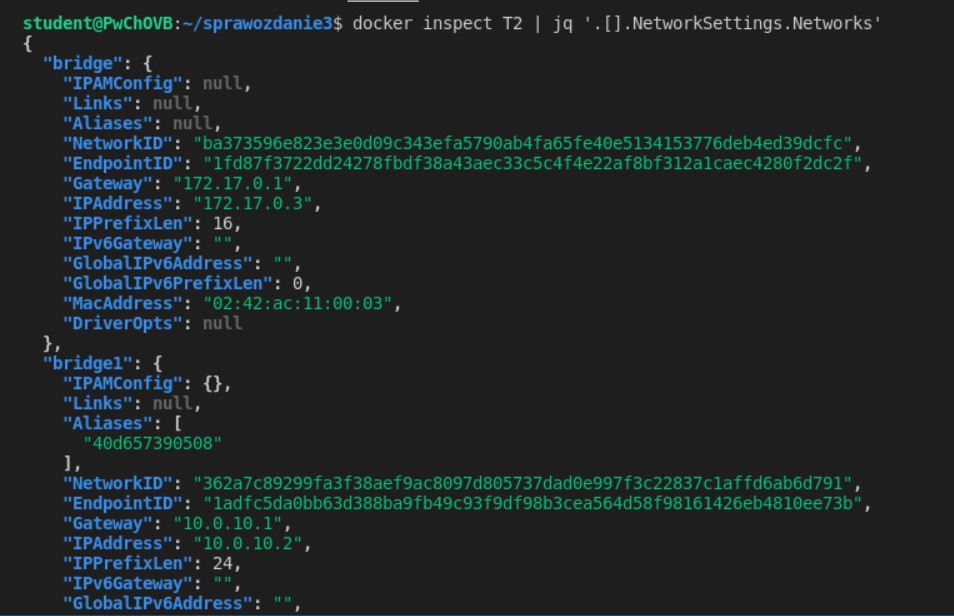 student@PwChOVB:~/sprawozdanie3$ docker inspect T2 | jq '.[].NetworkSettings.Networks'
{
  "bridge": {
    "IPAMConfig": null,
    "Links": null,
    "Aliases": null,
    "NetworkID": "ba373596e823e3e0d09c343efa5790ab4fa65fe40e5134153776deb4ed39dcfc",
    "EndpointID": "1fd87f3722dd24278fbdf38a43aec33c5c4f4e22af8bf312a1caec4280f2dc2f",
    "Gateway": "172.17.0.1",
    "IPAddress": "172.17.0.3",
    "IPPrefixLen": 16,
    "IPv6Gateway": "",
    "GlobalIPv6Address": "",
    "GlobalIPv6PrefixLen": 0,
    "MacAddress": "02:42:ac:11:00:03",
    "DriverOpts": null
  },
  "bridge1": {
    "IPAMConfig": {},
    "Links": null,
    "Aliases": [
      "40d657390508"
    ],
    "NetworkID": "362a7c89299fa3f38aef9ac8097d805737dad0e997f3c22837c1affd6ab6d791",
    "EndpointID": "1adfc5da0bb63d388ba9fb49c93f9df98b3cea564d58f98161426eb4810ee73b",
    "Gateway": "10.0.10.1",
    "IPAddress": "10.0.10.2",
    "IPPrefixLen": 24,
    "IPv6Gateway": "",
    "GlobalIPv6Address": "",